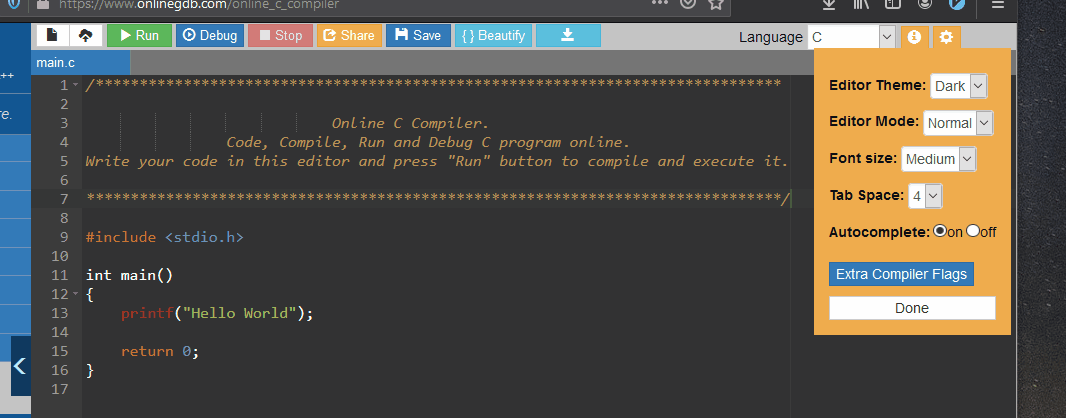 https://www.onlinegdb.com/online_c_compiler
Run Debug Stop Share Save { } Beautify Language C
main.c
++
re.
1 /******************************************************************************
2
3 Online C Compiler.
4 Code, Compile, Run and Debug C program online.
5 Write your code in this editor and press "Run" button to compile and execute it.
6
7 *******************************************************************************/
8
9 #include <stdio.h>
10
11 int main()
12 {
13 printf("Hello World");
14
15 return 0;
16 }
17
Editor Theme: Dark
Editor Mode: Normal
Font size: Medium
Tab Space: 4
Autocomplete: on off
Extra Compiler Flags
Done